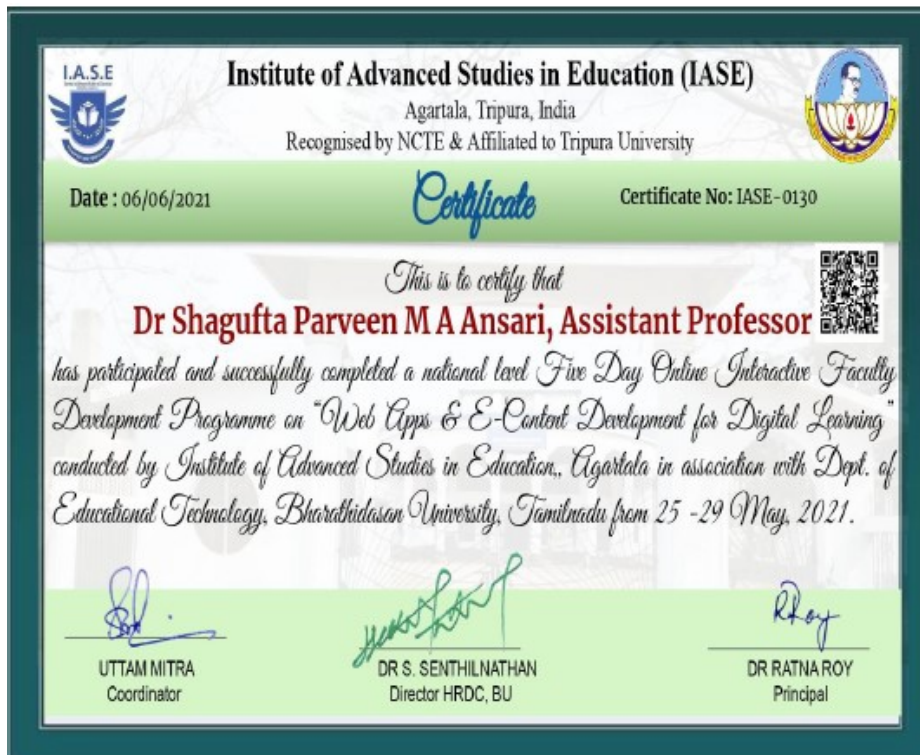 I.A.S.E
Institute of Advanced Studies in Education (IASE)
Agartala, Tripura, India
Recognised by NCTE & Affiliated to Tripura University
Date : 06/06/2021
Certificate
Certificate No: IASE-0130
This is to certify that
Dr Shagufta Parveen M A Ansari, Assistant Professor
has participated and successfully completed a national level Five Day Online Interactive Faculty
Development Programme on "Web Apps & E-Content Development for Digital Learning"
conducted by Institute of Advanced Studies in Education,, Agartala in association with Dept. of
Educational Technology, Bharathidasan University, Tamilnadu from 25 -29 May, 2021.
UTTAM MITRA
Coordinator
DR S. SENTHILNATHAN
Director HRDC, BU
RRoy
DR RATNA ROY
Principal